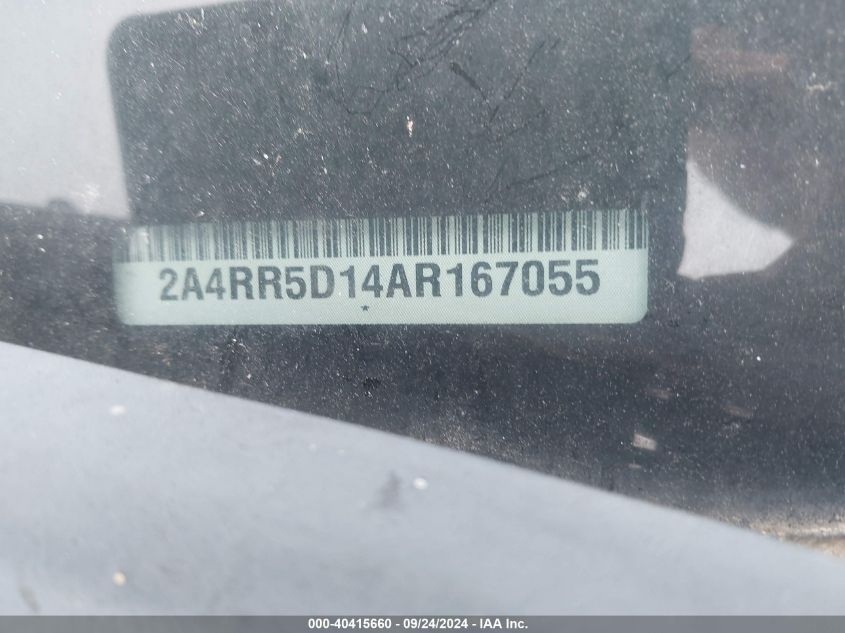 2A4RR5D14AR167055
*
000-40415660 - 09/24/2024 - IAA Inc.